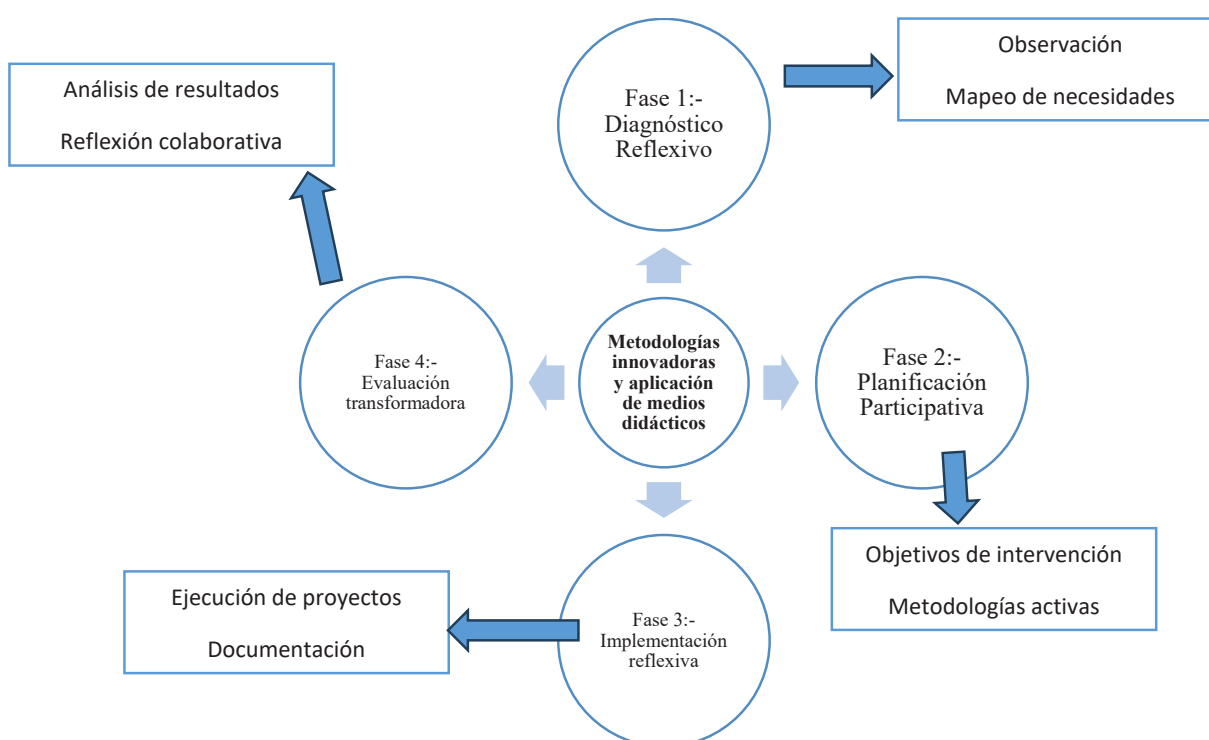 Observación
Mapeo de necesidades
Análisis de resultados
Reflexión colaborativa
Fase 1:-
Diagnóstico
Reflexivo
Metodologías
innovadoras
y aplicación
de medios
didácticos
Fase 2:-
Planificación
Participativa
Fase 4:-
Evaluación
transformadora
Objetivos de intervención
Metodologías activas
Ejecución de proyectos
Documentación
Fase 3:-
Implementación
reflexiva